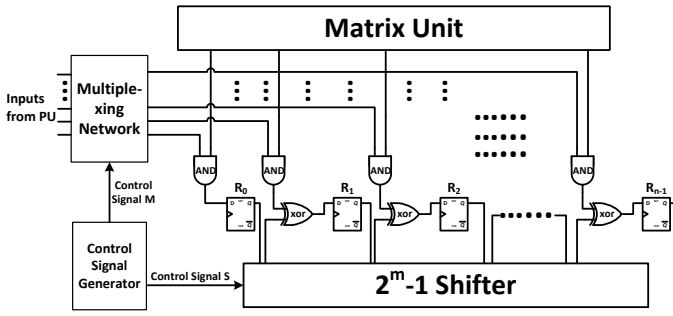 Matrix Unit
Multiple-
xing
Network
Inputs
from PU
AND
AND
AND
AND
Control
Signal M
R0
R1
R2
Rn-1
D Q
Q
xor
D Q
Q
xor
D Q
Q
xor
D Q
Q
Control
Signal
Generator
Control Signal S
2^m-1 Shifter